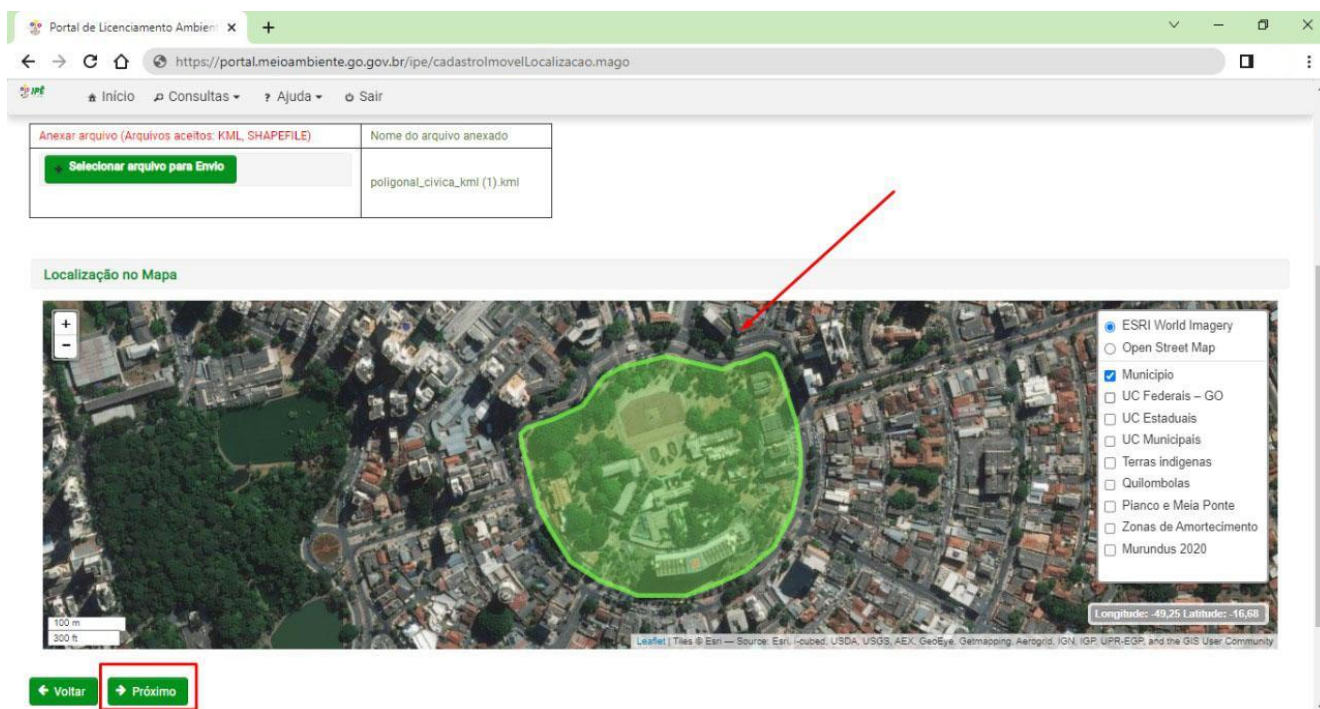 Portal de Licenciamento Ambien
https://portal.meioambiente.go.gov.br/ipe/cadastroImovelLocalizacao.mago
IPÊ Início Consultas Ajuda Sair
Anexar arquivo (Arquivos aceitos: KML, SHAPEFILE) Nome do arquivo anexado
+ Selecionar arquivo para Envio
poligonal_civica_kml (1).kml
Localização no Mapa
+
-
ESRI World Imagery
Open Street Map
Municipio
UC Federais – GO
UC Estaduais
UC Municipais
Terras indigenas
Quilombolas
Pianco e Meia Ponte
Zonas de Amortecimento
Murundus 2020
Longitude: -49,25 Latitude: -16,68
100 m
300 ft
Leaflet | Tiles © Esri — Source: Esri, i-cubed, USDA, USGS, AEX, GeoEye, Getmapping, Aerogrid, IGN, IGP, UPR-EGP, and the GIS User Community
Voltar Próximo